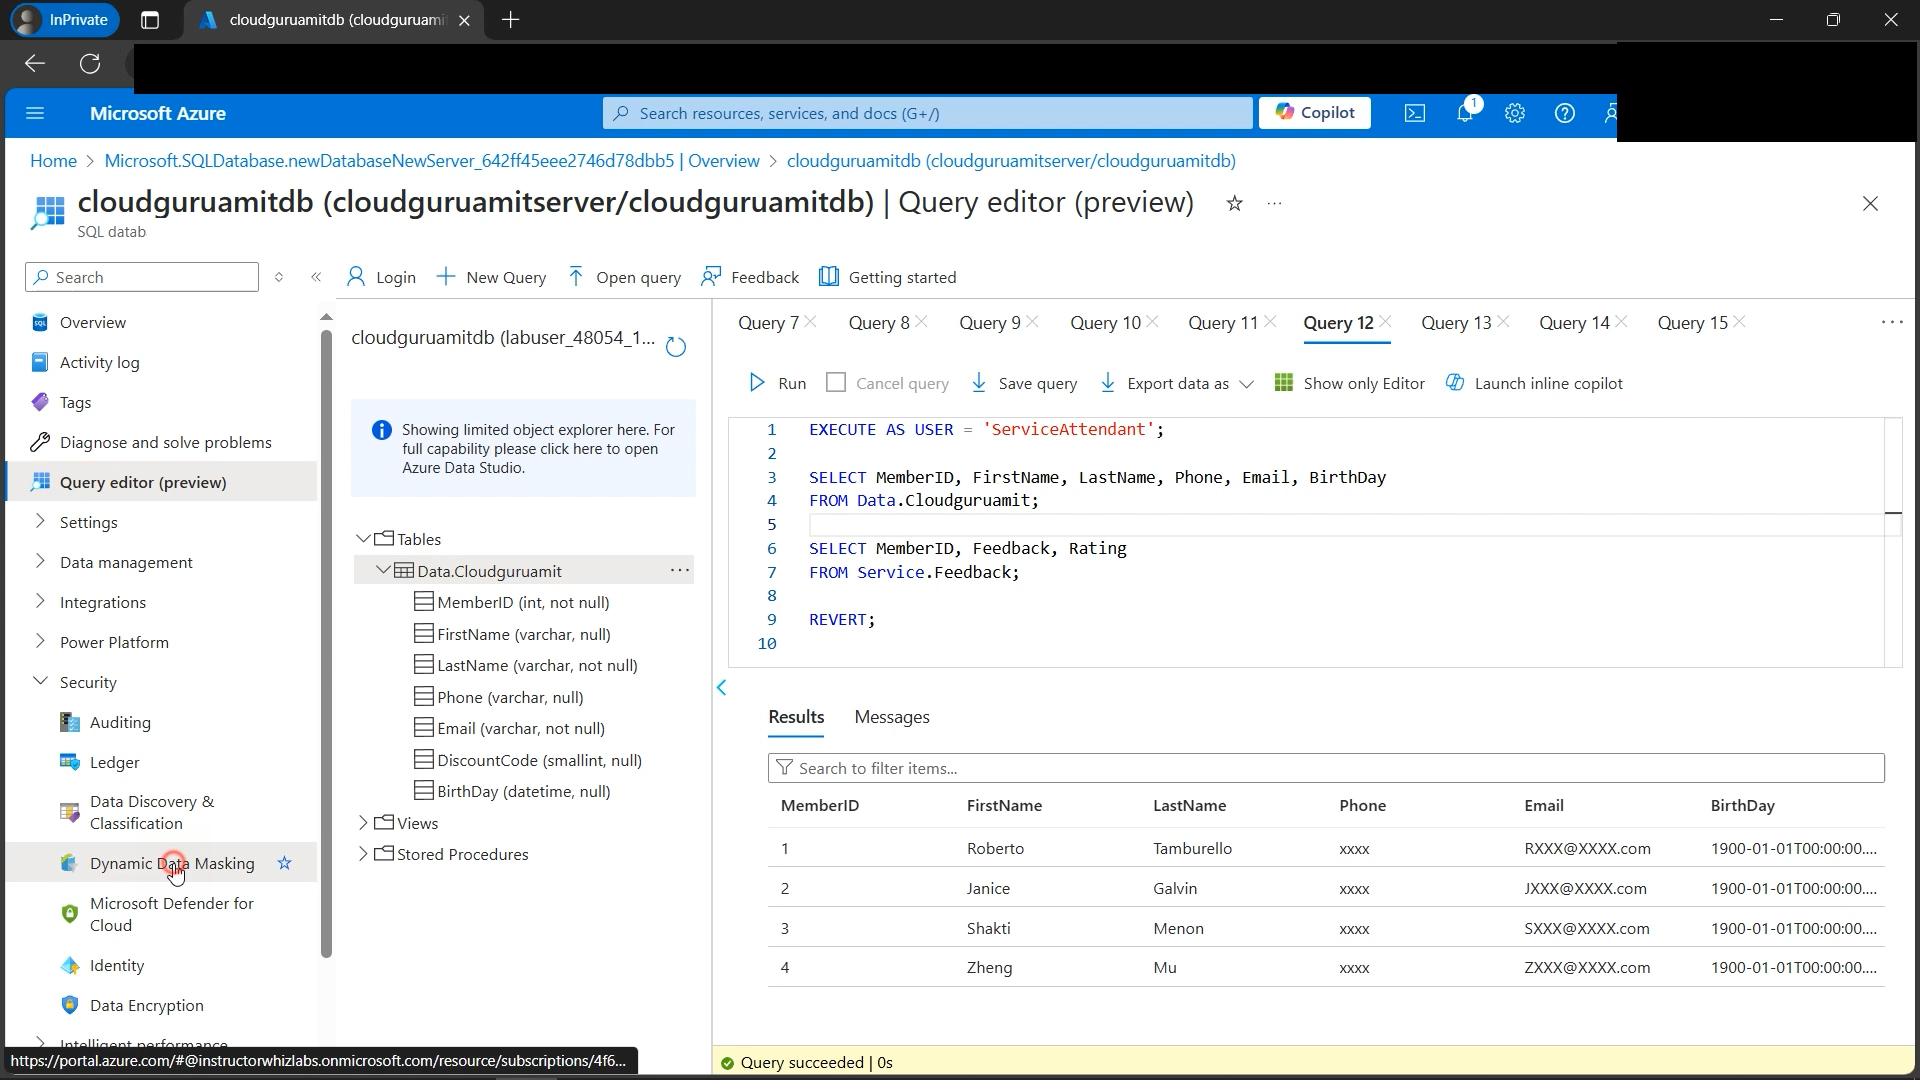 InPrivate
cloudguruamitdb (cloudguruami
Microsoft Azure
Search resources, services, and docs (G+/)
Copilot
1
Home > Microsoft.SQLDatabase.newDatabaseNewServer_642ff45eee2746d78dbb5 | Overview > cloudguruamitdb (cloudguruamitserver/cloudguruamitdb)
cloudguruamitdb (cloudguruamitserver/cloudguruamitdb) | Query editor (preview)
SQL datab
Search
Login
New Query
Open query
Feedback
Getting started
Overview
Activity log
Tags
Diagnose and solve problems
Query editor (preview)
Settings
Data management
Integrations
Power Platform
Security
Auditing
Ledger
Data Discovery &
Classification
Dynamic Data Masking
Microsoft Defender for
Cloud
Identity
Data Encryption
Intelligent performance
https://portal.azure.com/#@instructorwhizlabs.onmicrosoft.com/resource/subscriptions/4f6...
cloudguruamitdb (labuser_48054_1...
Showing limited object explorer here. For
full capability please click here to open
Azure Data Studio.
Tables
Data.Cloudguruamit
MemberID (int, not null)
FirstName (varchar, null)
LastName (varchar, not null)
Phone (varchar, null)
Email (varchar, not null)
DiscountCode (smallint, null)
BirthDay (datetime, null)
Views
Stored Procedures
Query 7
Query 8
Query 9
Query 10
Query 11
Query 12
Query 13
Query 14
Query 15
Run
Cancel query
Save query
Export data as
Show only Editor
Launch inline copilot
1 EXECUTE AS USER = 'ServiceAttendant';
2
3 SELECT MemberID, FirstName, LastName, Phone, Email, BirthDay
4 FROM Data.Cloudguruamit;
5
6 SELECT MemberID, Feedback, Rating
7 FROM Service.Feedback;
8
9 REVERT;
10
Results
Messages
Search to filter items...
MemberID FirstName LastName Phone Email BirthDay
1 Roberto Tamburello xxxx RXXX@XXXX.com 1900-01-01T00:00:00....
2 Janice Galvin xxxx JXXX@XXXX.com 1900-01-01T00:00:00....
3 Shakti Menon xxxx SXXX@XXXX.com 1900-01-01T00:00:00....
4 Zheng Mu xxxx ZXXX@XXXX.com 1900-01-01T00:00:00....
Query succeeded | 0s